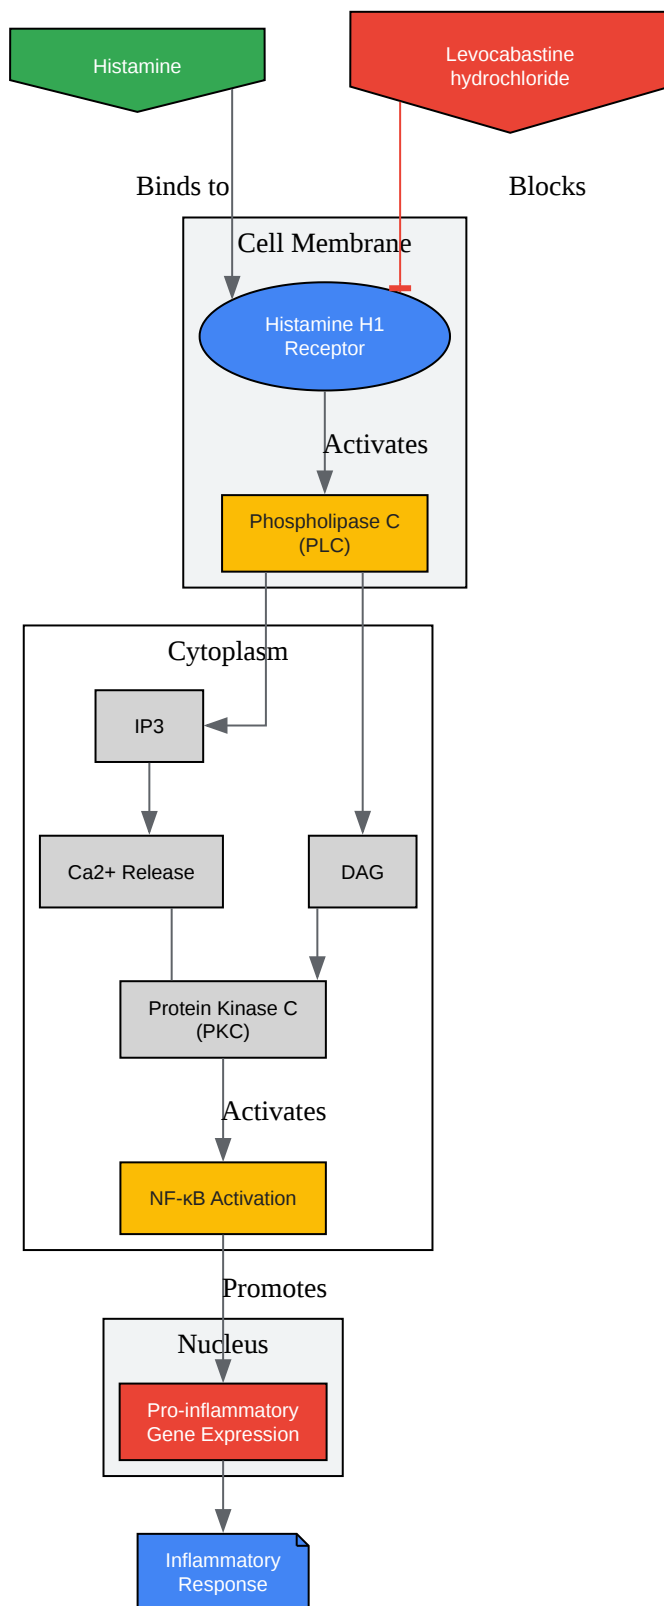 Histamine
Levocabastine
hydrochloride
Binds to
Blocks
Cell Membrane
Histamine H1
Receptor
Activates
Phospholipase C
(PLC)
Cytoplasm
IP3
Ca2+ Release
DAG
Protein Kinase C
(PKC)
Activates
NF-κB Activation
Promotes
Nucleus
Pro-inflammatory
Gene Expression
Inflammatory
Response